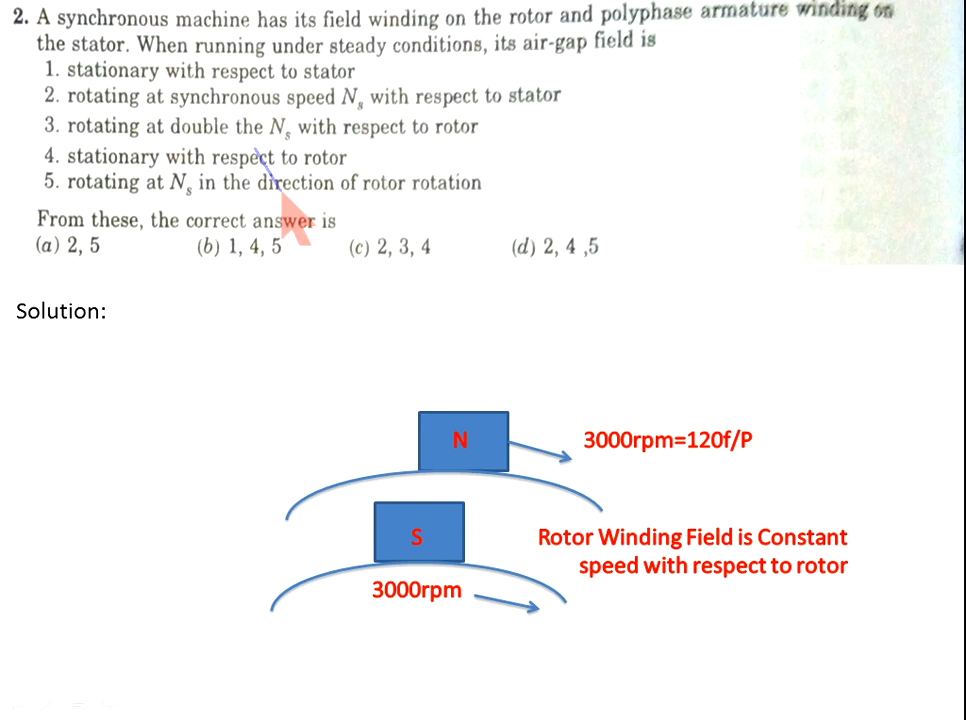 2. A synchronous machine has its field winding on the rotor and polyphase armature winding on
the stator. When running under steady conditions, its air-gap field is
1. stationary with respect to stator
2. rotating at synchronous speed Nₛ with respect to stator
3. rotating at double the Nₛ with respect to rotor
4. stationary with respect to rotor
5. rotating at Nₛ in the direction of rotor rotation
From these, the correct answer is
(a) 2, 5 (b) 1, 4, 5 (c) 2, 3, 4 (d) 2, 4 ,5
Solution:
N
3000rpm=120f/P
S
Rotor Winding Field is Constant
speed with respect to rotor
3000rpm